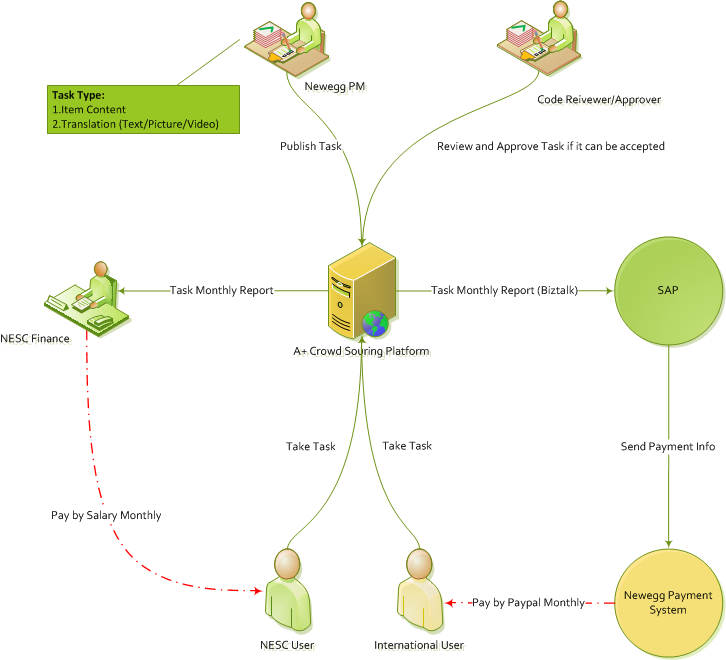 Newegg PM
Code Reivewer/Approver
Task Type:
1.Item Content
2.Translation (Text/Picture/Video)
Publish Task
Review and Approve Task if it can be accepted
Task Monthly Report
Task Monthly Report (Biztalk)
SAP
NESC Finance
A+ Crowd Souring Platform
Take Task
Take Task
Send Payment Info
Pay by Salary Monthly
Pay by Paypal Monthly
Newegg Payment
System
NESC User
International User